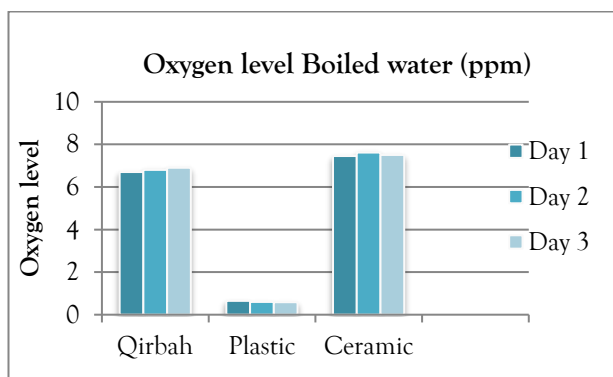 Oxygen level Boiled water (ppm)
Oxygen level
10
8
6
4
2
0
Qirbah Plastic Ceramic
Day 1
Day 2
Day 3